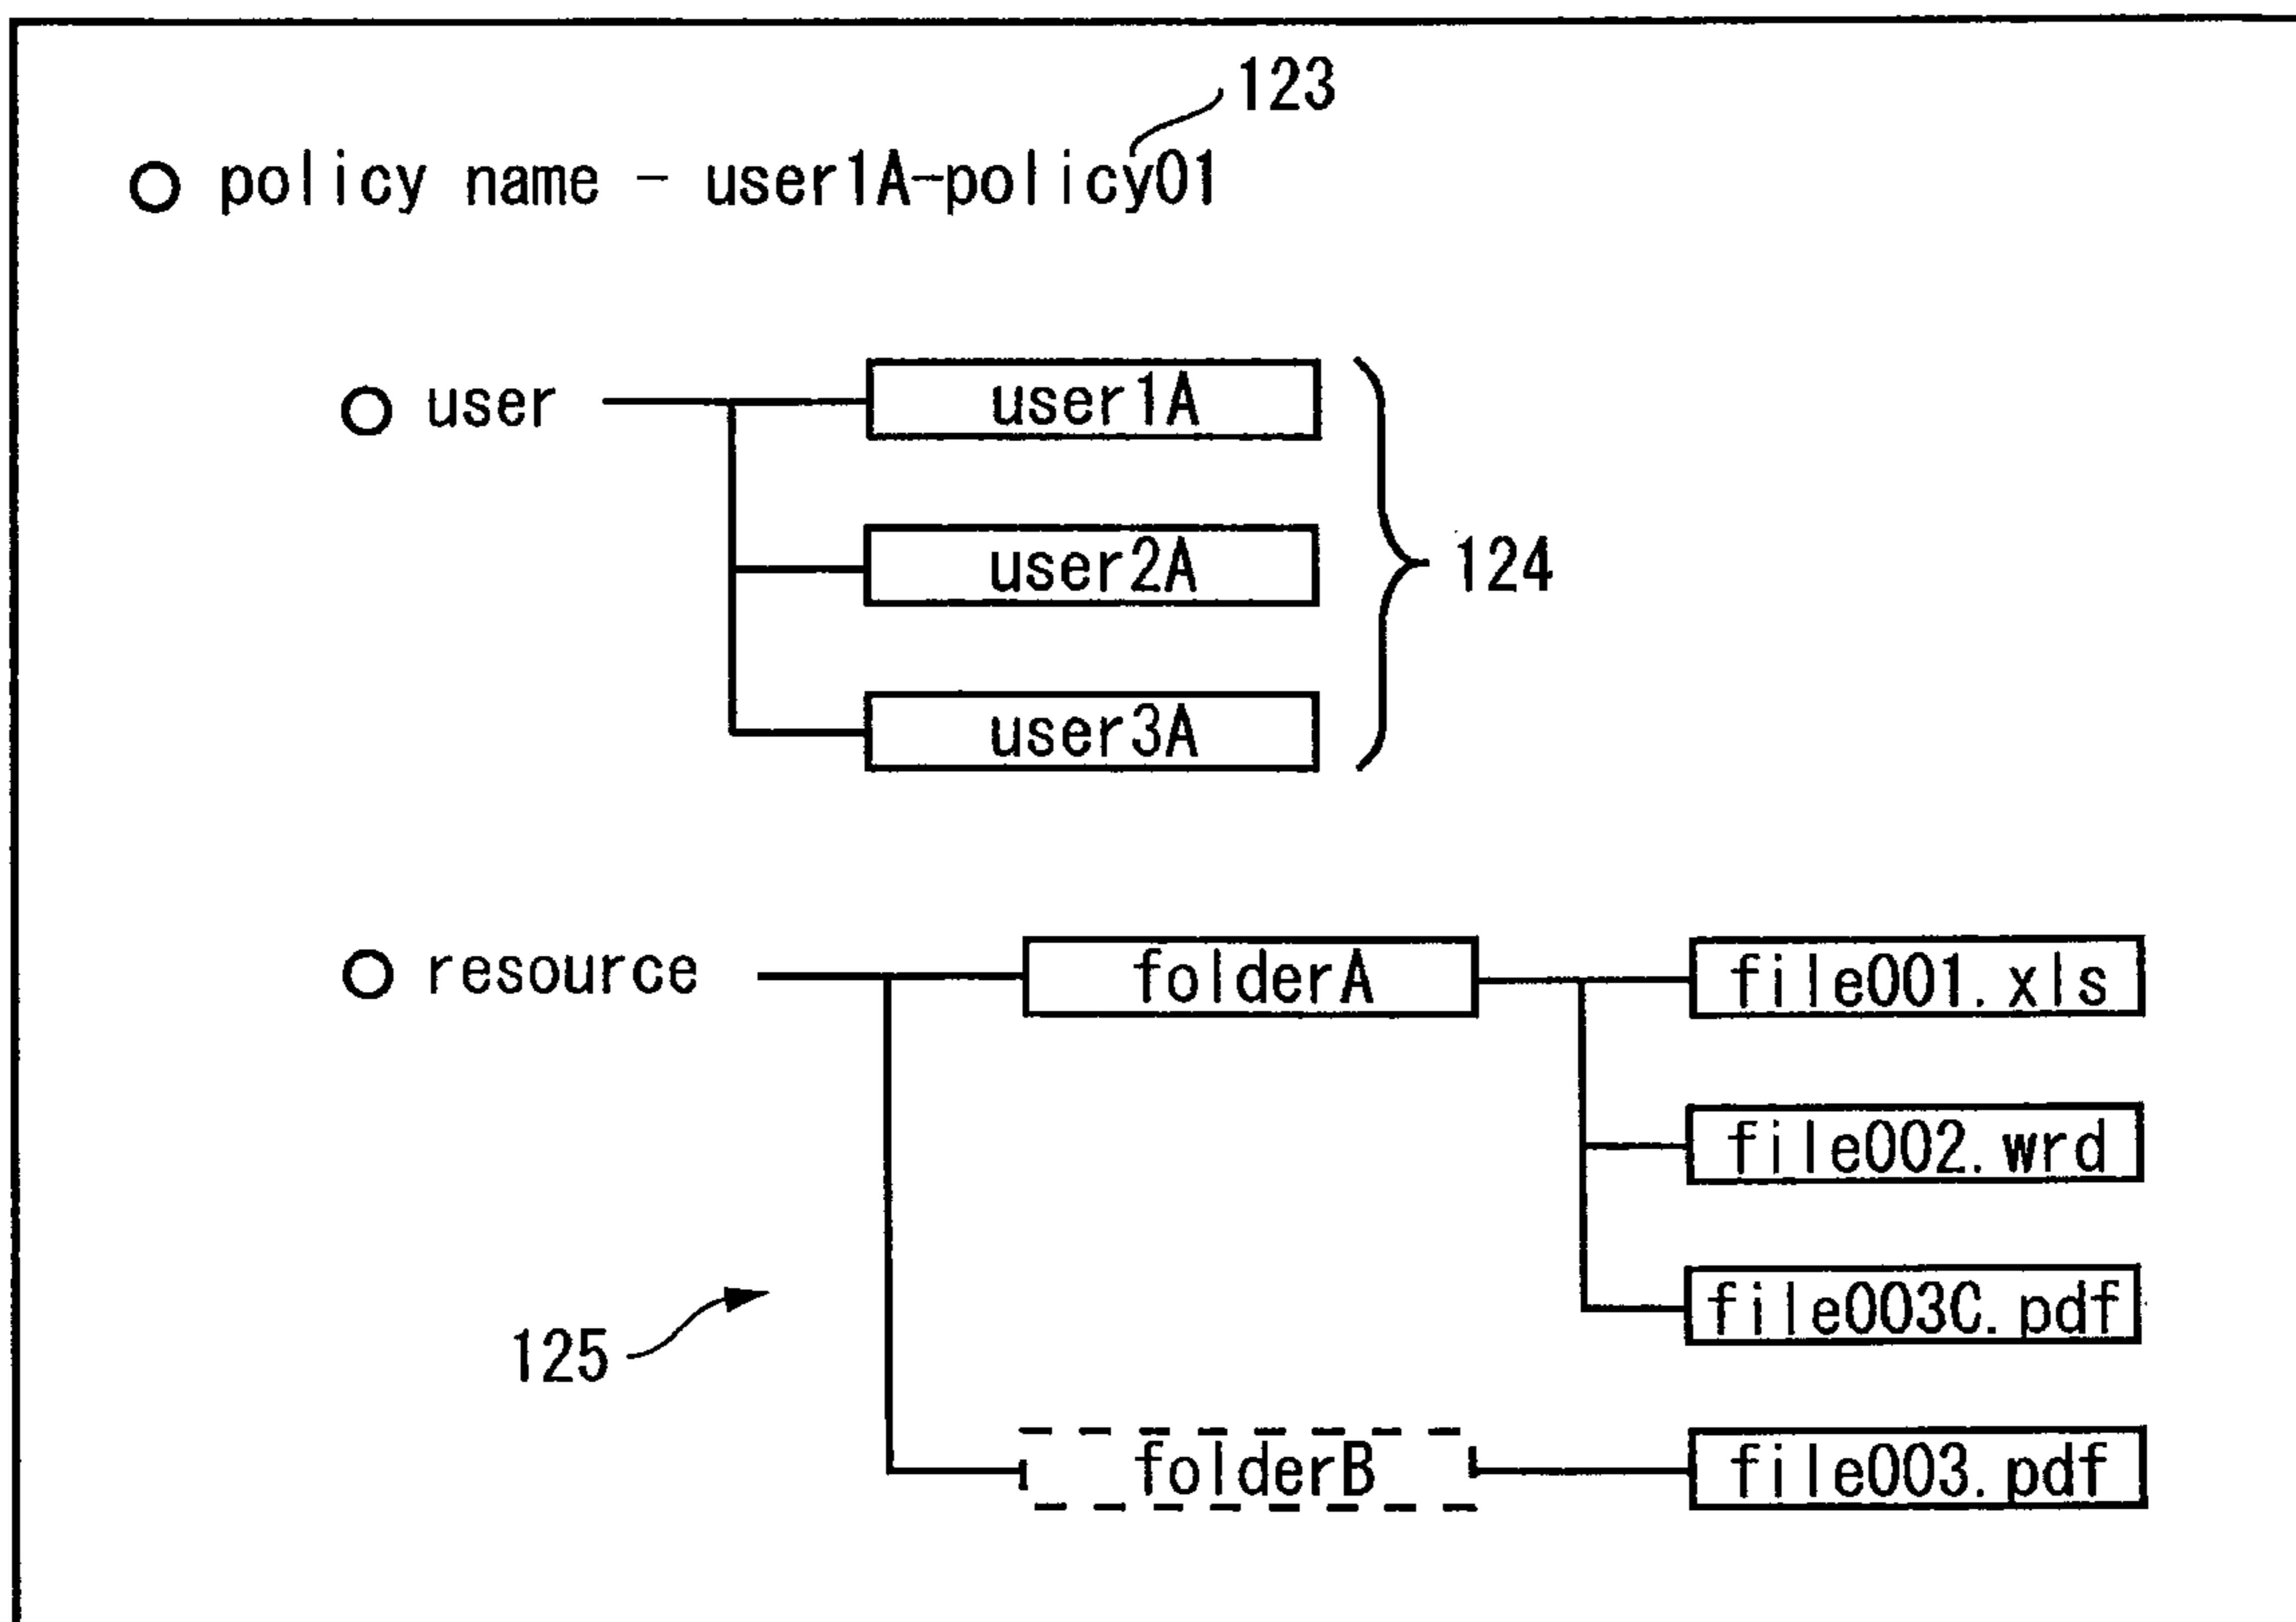 123
○ policy name - user1A-policy01
○ user
user1A
user2A
124
user3A
○ resource
folderA
file001.xls
file002.wrd
file003C.pdf
125
folderB
file003.pdf